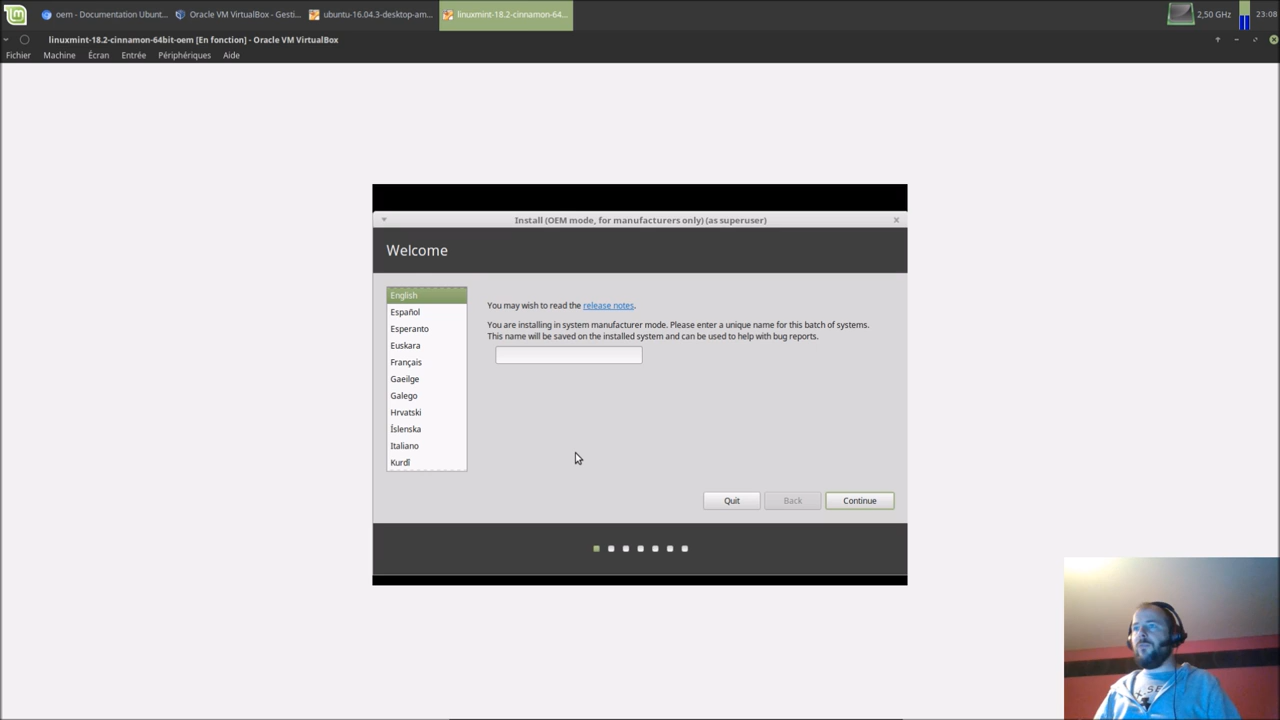 oem - Documentation Ubunt...
Oracle VM VirtualBox - Gesti...
ubuntu-16.04.3-desktop-am...
linuxmint-18.2-cinnamon-64...
2,50 GHz
23:08
linuxmint-18.2-cinnamon-64bit-oem [En fonction] - Oracle VM VirtualBox
Fichier Machine Écran Entrée Périphériques Aide
Install (OEM mode, for manufacturers only) (as superuser)
Welcome
English
Español
Esperanto
Euskara
Français
Gaeilge
Galego
Hrvatski
Íslenska
Italiano
Kurdî
You may wish to read the release notes.
You are installing in system manufacturer mode. Please enter a unique name for this batch of systems.
This name will be saved on the installed system and can be used to help with bug reports.
Quit
Back
Continue